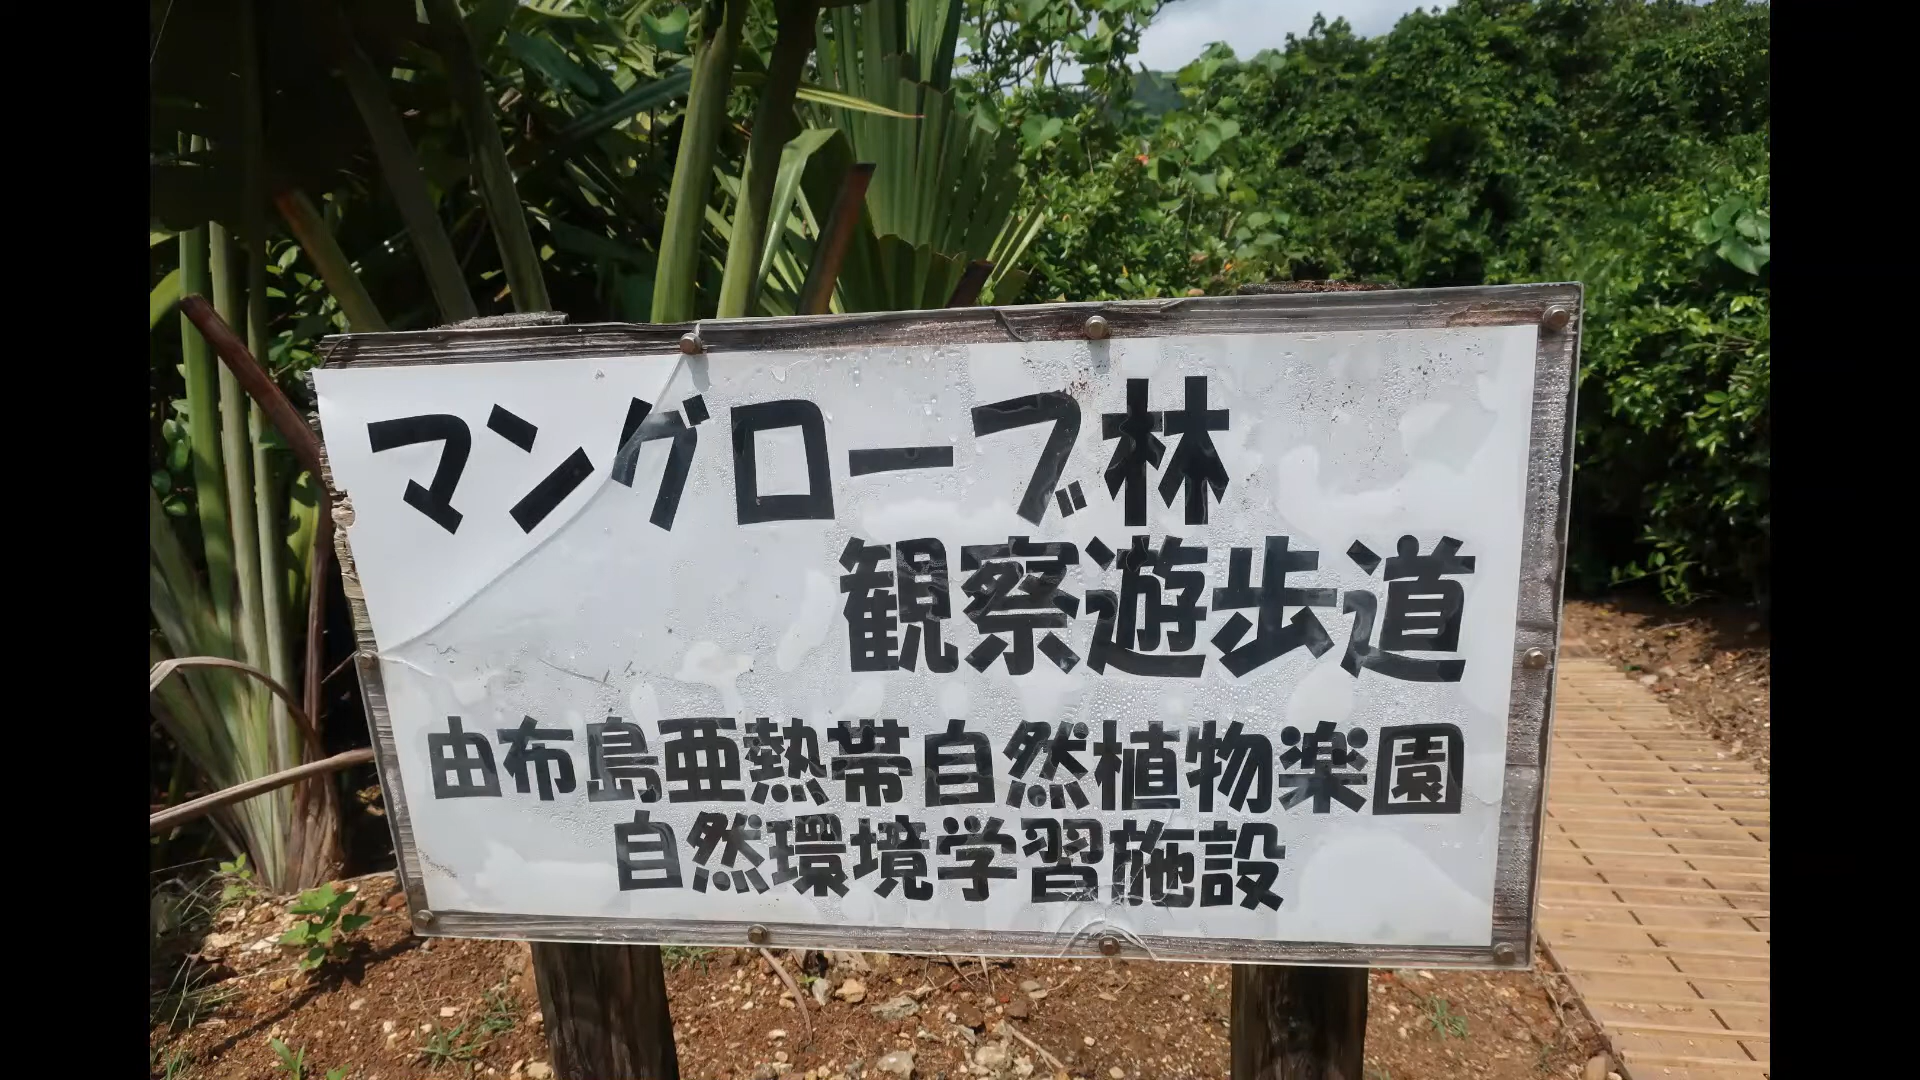 マングローブ林
観察遊歩道
由布島亜熱帯自然植物楽園
自然環境学習施設